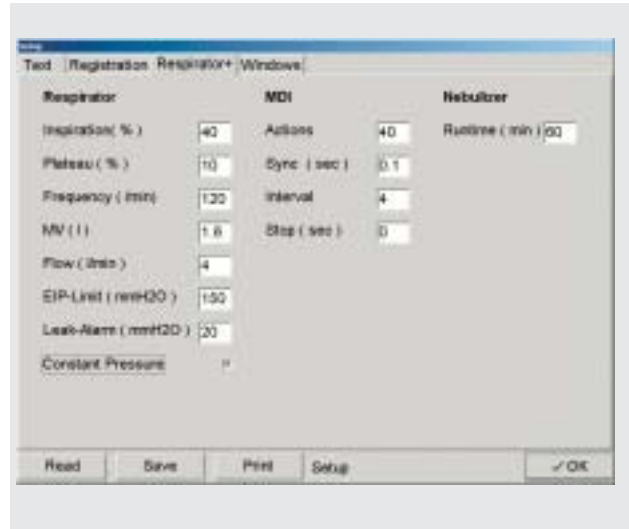 Setup
Text Registration Respirator+ Windows
Respirator MDI Nebulizer
Inspiration( % ) 40 Actions 40 Runtime ( min ) 60
Plateau ( % ) 10 Sync ( sec ) 0.1
Frequency ( /min) 120 Interval 4
MV ( l ) 1.6 Stop ( sec ) 0
Flow ( l/min ) 4
EIP-Limit ( mmH2O ) 150
Leak-Alarm ( mmH2O ) 20
Constant Pressure
Read Save Print Setup ✓ OK